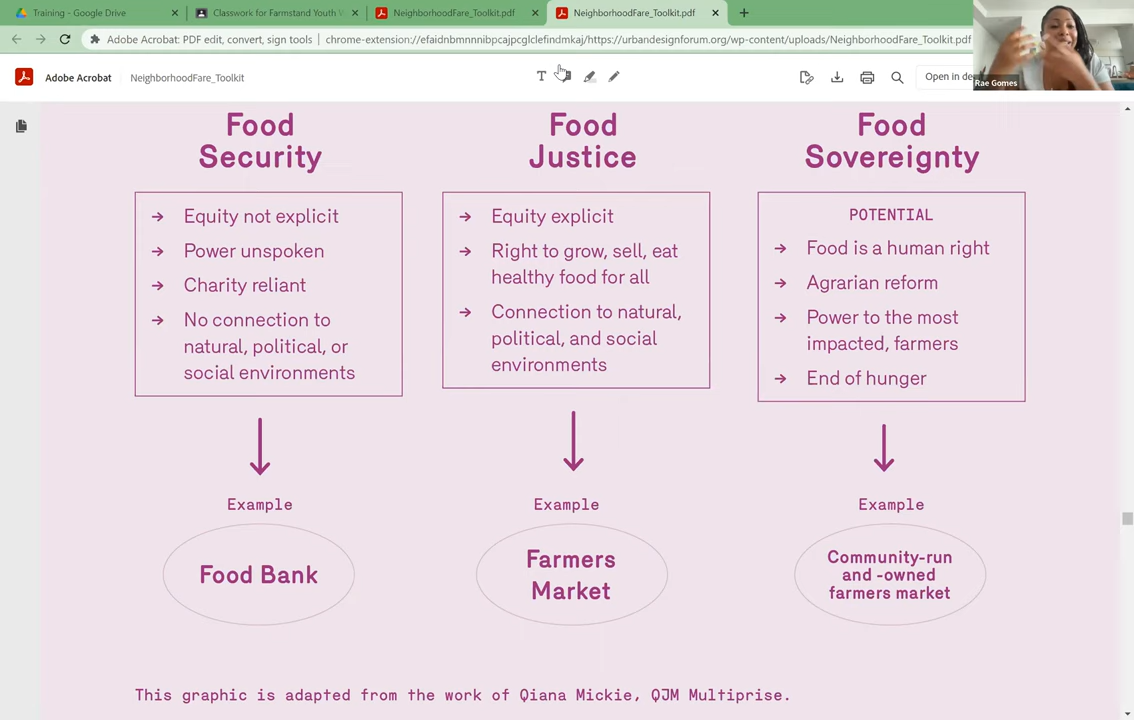 Training - Google Drive
Classwork for Farmstand Youth
NeighborhoodFare_Toolkit.pdf
NeighborhoodFare_Toolkit.pdf
Adobe Acrobat: PDF edit, convert, sign tools
chrome-extension://efaidnbmnnnibpcajpcglclefindmkaj/https://urbandesignforum.org/wp-content/uploads/NeighborhoodFare_Toolkit.pdf
Adobe Acrobat
NeighborhoodFare_Toolkit
Open in
Rae Gomes
Food
Security
→ Equity not explicit
→ Power unspoken
→ Charity reliant
→ No connection to
natural, political, or
social environments
Example
Food Bank
Food
Justice
→ Equity explicit
→ Right to grow, sell, eat
healthy food for all
→ Connection to natural,
political, and social
environments
Example
Farmers
Market
Food
Sovereignty
POTENTIAL
→ Food is a human right
→ Agrarian reform
→ Power to the most
impacted, farmers
→ End of hunger
Example
Community-run
and -owned
farmers market
This graphic is adapted from the work of Qiana Mickie, QJM Multiprise.